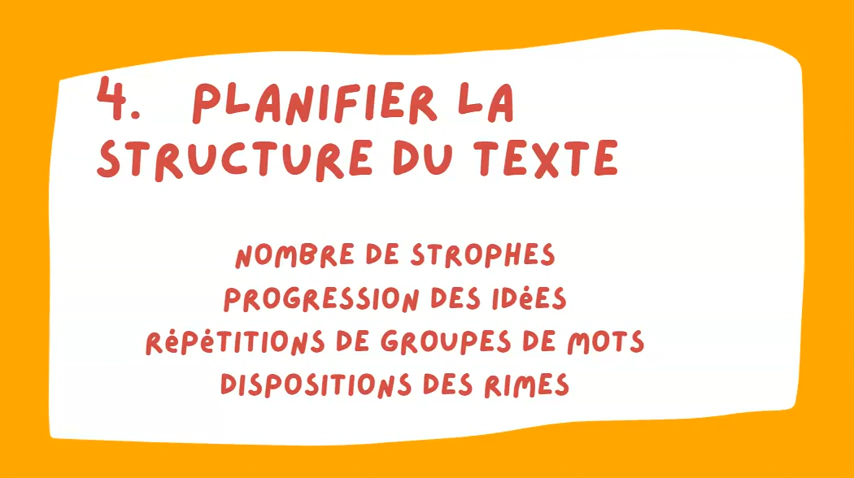 4. PLANIFIER LA
STRUCTURE DU TEXTE
NOMBRE DE STROPHES
PROGRESSION DES IDÉES
RÉPÉTITIONS DE GROUPES DE MOTS
DISPOSITIONS DES RIMES